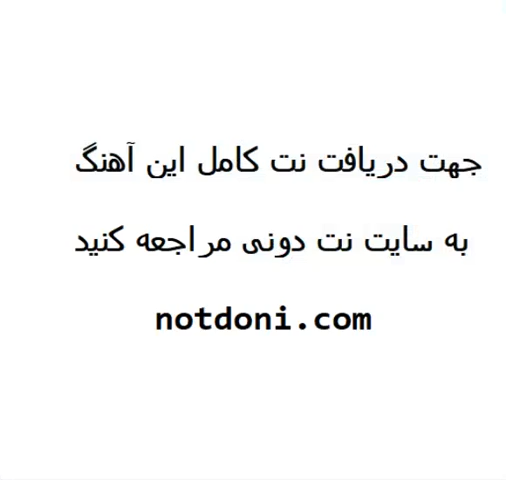 جهت دریافت نت کامل این آهنگ
به سایت نت دونی مراجعه کنید
notdoni.com